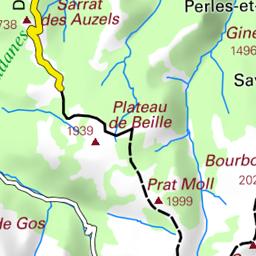 Sarrat
des Auzels
738
D
Perles-et-
Gine
1496
Sav
Plateau
de Beille
1939
Bourbo
202
Prat Moll
1999
de Gos